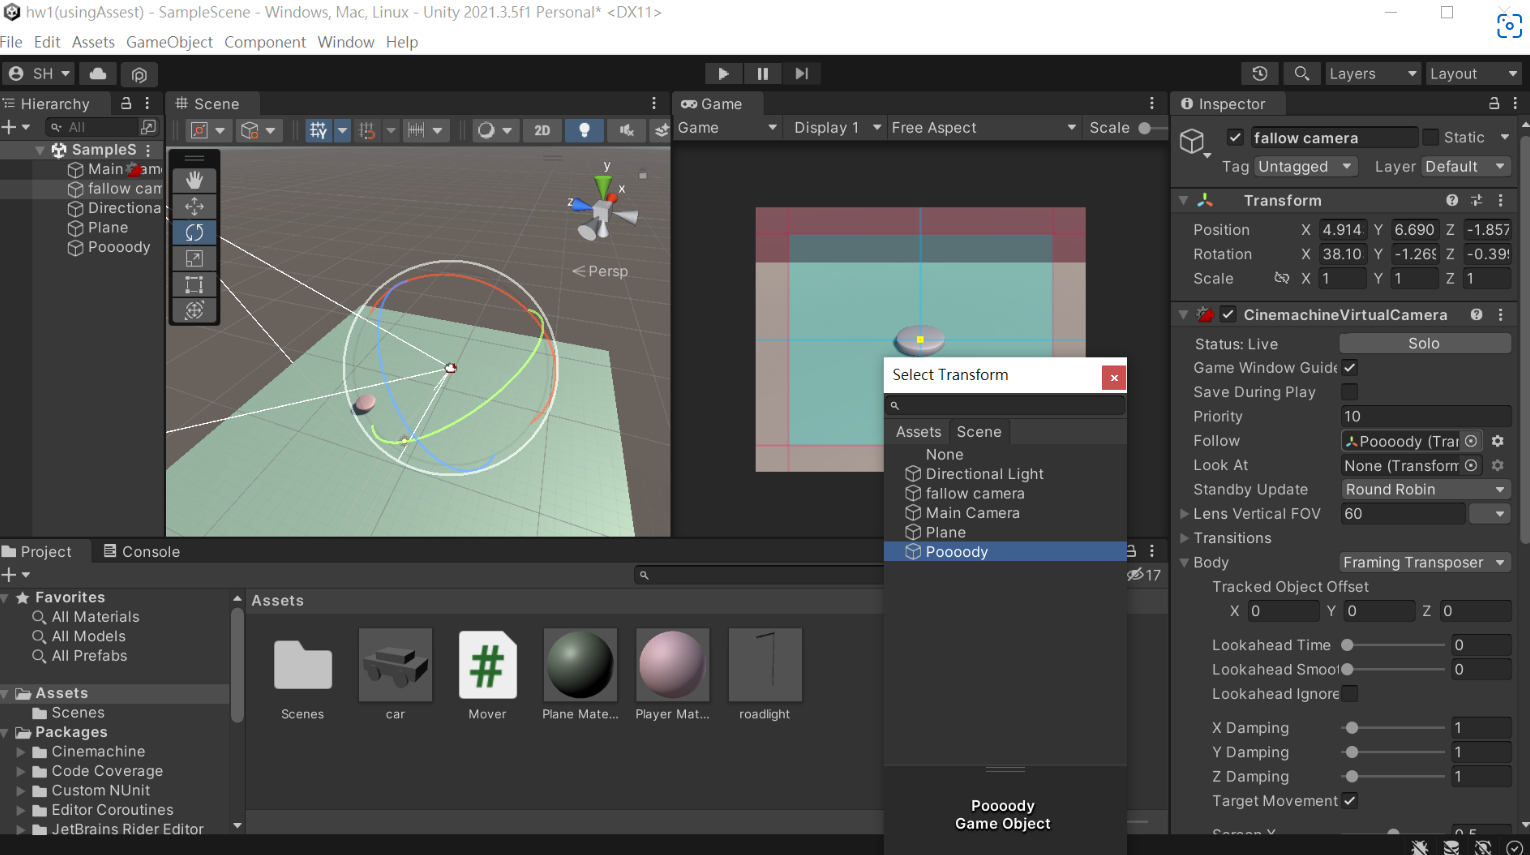 hw1(usingAssest) - SampleScene - Windows, Mac, Linux - Unity 2021.3.5f1 Personal* <DX11>
File Edit Assets GameObject Component Window Help
SH Layers Layout
Hierarchy
All
SampleS
Main
am
fallow cam
Directiona
Plane
Poooody
Scene
2D
y
x
z
Persp
Game
Game Display 1 Free Aspect Scale
Select Transform
Assets Scene
None
Directional Light
fallow camera
Main Camera
Plane
Poooody
Poooody
Game Object
Inspector
fallow camera Static
Tag Untagged Layer Default
Transform
Position X 4.914 Y 6.690 Z -1.857
Rotation X 38.10 Y -1.269 Z -0.399
Scale X 1 Y 1 Z 1
CinemachineVirtualCamera
Status: Live Solo
Game Window Guide
Save During Play
Priority 10
Follow Poooody (Trar
Look At None (Transform
Standby Update Round Robin
Lens Vertical FOV 60
Transitions
Body Framing Transposer
Tracked Object Offset
X 0 Y 0 Z 0
Lookahead Time 0
Lookahead Smoot 0
Lookahead Ignore
X Damping 1
Y Damping 1
Z Damping 1
Target Movement
Screen X 0.5
Project Console
17
Favorites
All Materials
All Models
All Prefabs
Assets
Scenes
Packages
Cinemachine
Code Coverage
Custom NUnit
Editor Coroutines
JetBrains Rider Editor
Assets
Scenes car Mover Plane Mate... Player Mat... roadlight